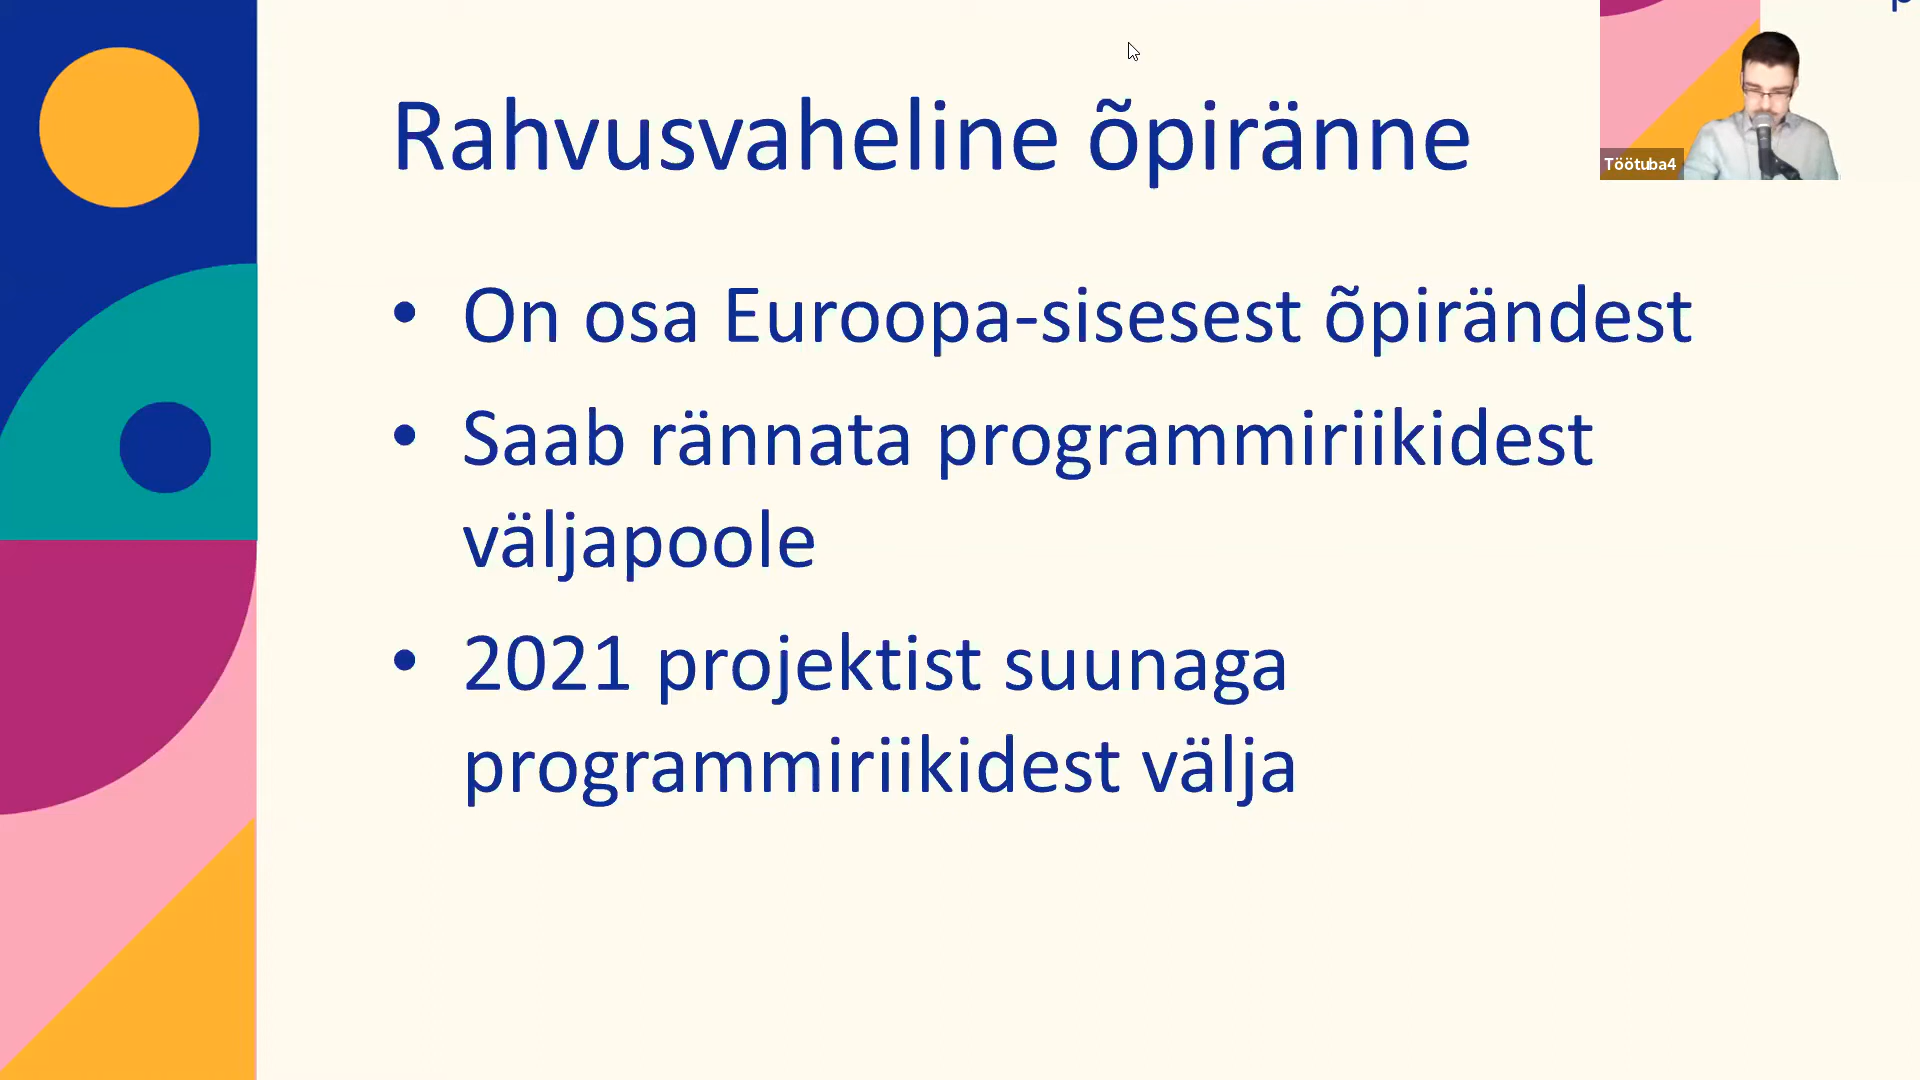 Rahvusvaheline õpiränne
Töötuba4
• On osa Euroopa-sisesest õpirändest
• Saab rännata programmiriikidest
väljapoole
• 2021 projektist suunaga
programmiriikidest välja